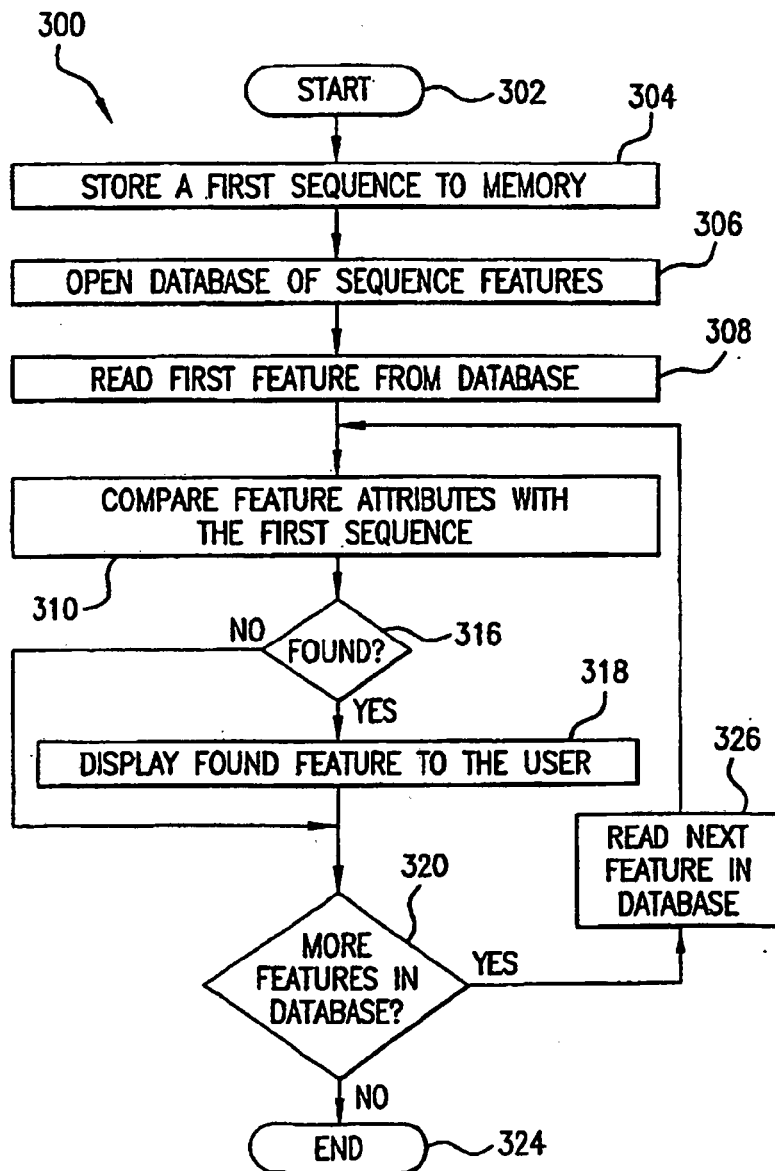 300
START
302
304
STORE A FIRST SEQUENCE TO MEMORY
306
OPEN DATABASE OF SEQUENCE FEATURES
308
READ FIRST FEATURE FROM DATABASE
COMPARE FEATURE ATTRIBUTES WITH
THE FIRST SEQUENCE
310
NO
FOUND?
316
YES
318
DISPLAY FOUND FEATURE TO THE USER
326
READ NEXT
FEATURE IN
DATABASE
320
MORE
FEATURES IN
DATABASE?
YES
NO
END
324